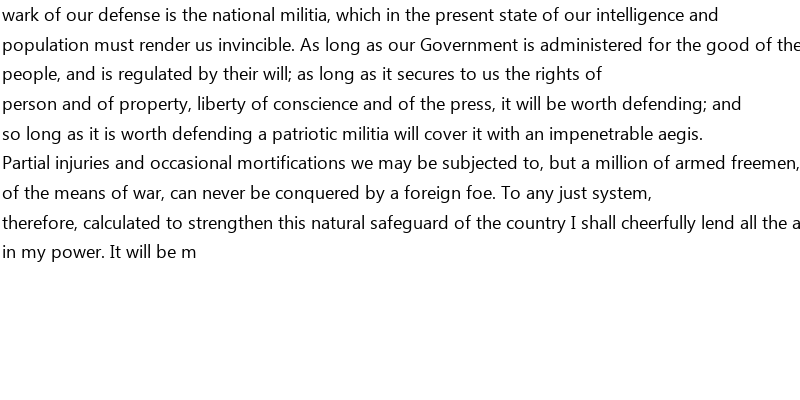 wark of our defense is the national militia, which in the present state of our intelligence and
population must render us invincible. As long as our Government is administered for the good of the
people, and is regulated by their will; as long as it secures to us the rights of
person and of property, liberty of conscience and of the press, it will be worth defending; and
so long as it is worth defending a patriotic militia will cover it with an impenetrable aegis.
Partial injuries and occasional mortifications we may be subjected to, but a million of armed freemen,
of the means of war, can never be conquered by a foreign foe. To any just system,
therefore, calculated to strengthen this natural safeguard of the country I shall cheerfully lend all the a
in my power. It will be m